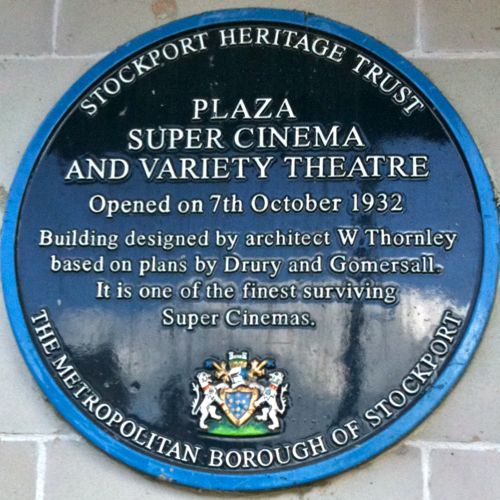 STOCKPORT HERITAGE TRUST
PLAZA
SUPER CINEMA
AND VARIETY THEATRE
Opened on 7th October 1932
Building designed by architect W Thornley
based on plans by Drury and Gomersall.
It is one of the finest surviving
Super Cinemas.
THE METROPOLITAN BOROUGH OF STOCKPORT